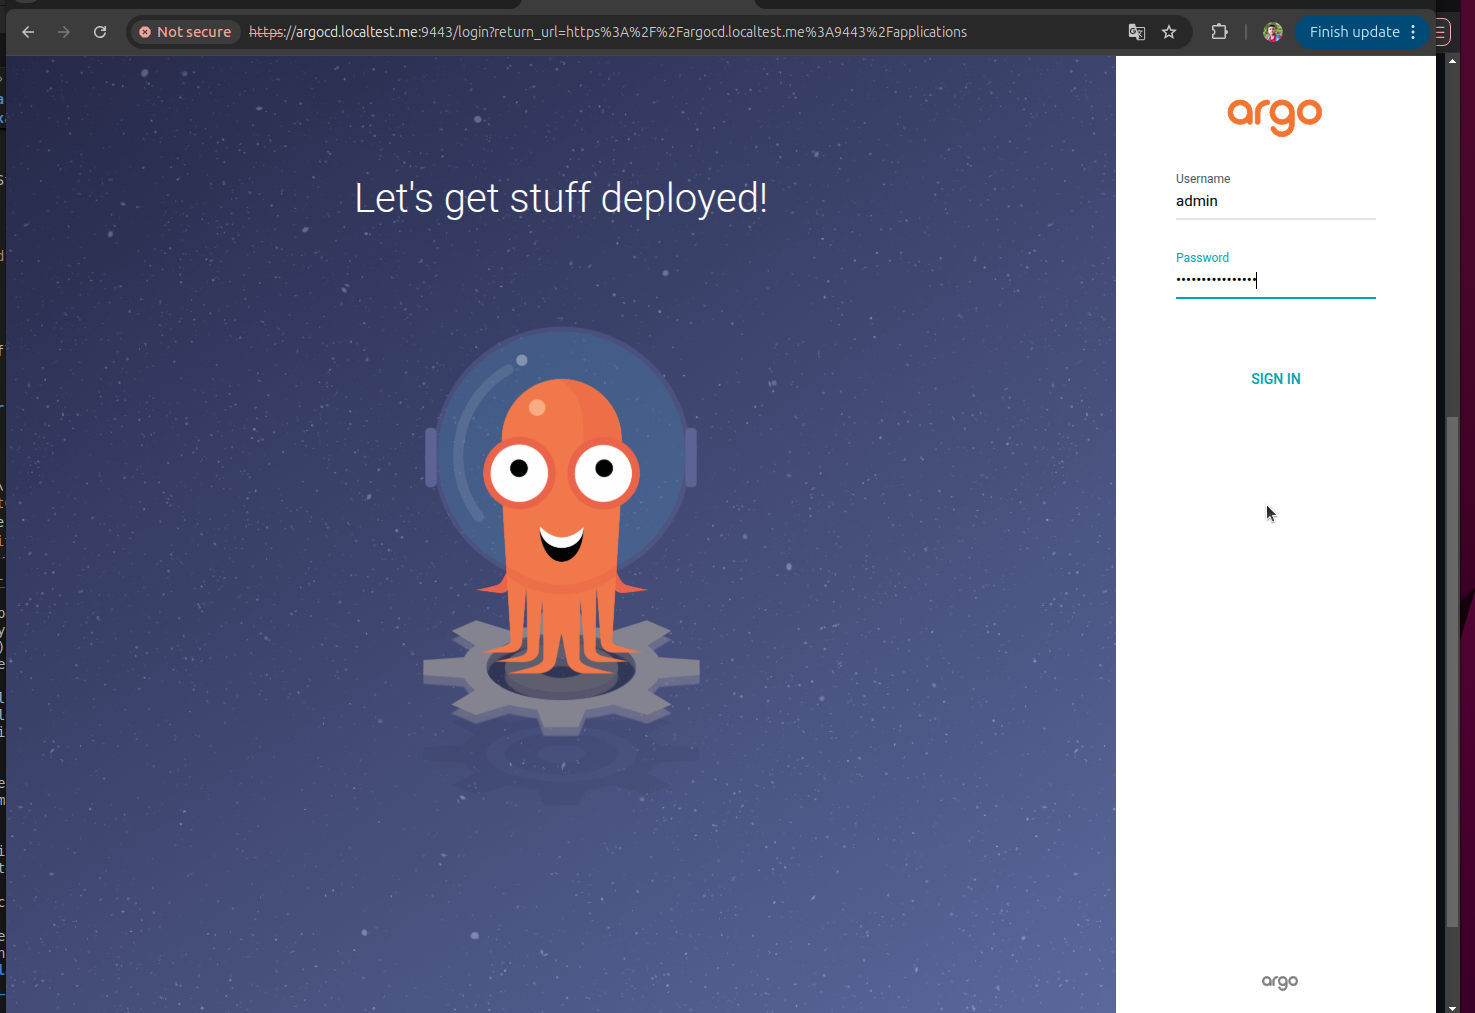 Not secure
https://argocd.localtest.me:9443/login?return_url=https%3A%2F%2Fargocd.localtest.me%3A9443%2Fapplications
Finish update
argo
Let's get stuff deployed!
Username
admin
Password
••••••••••••••••
SIGN IN
argo